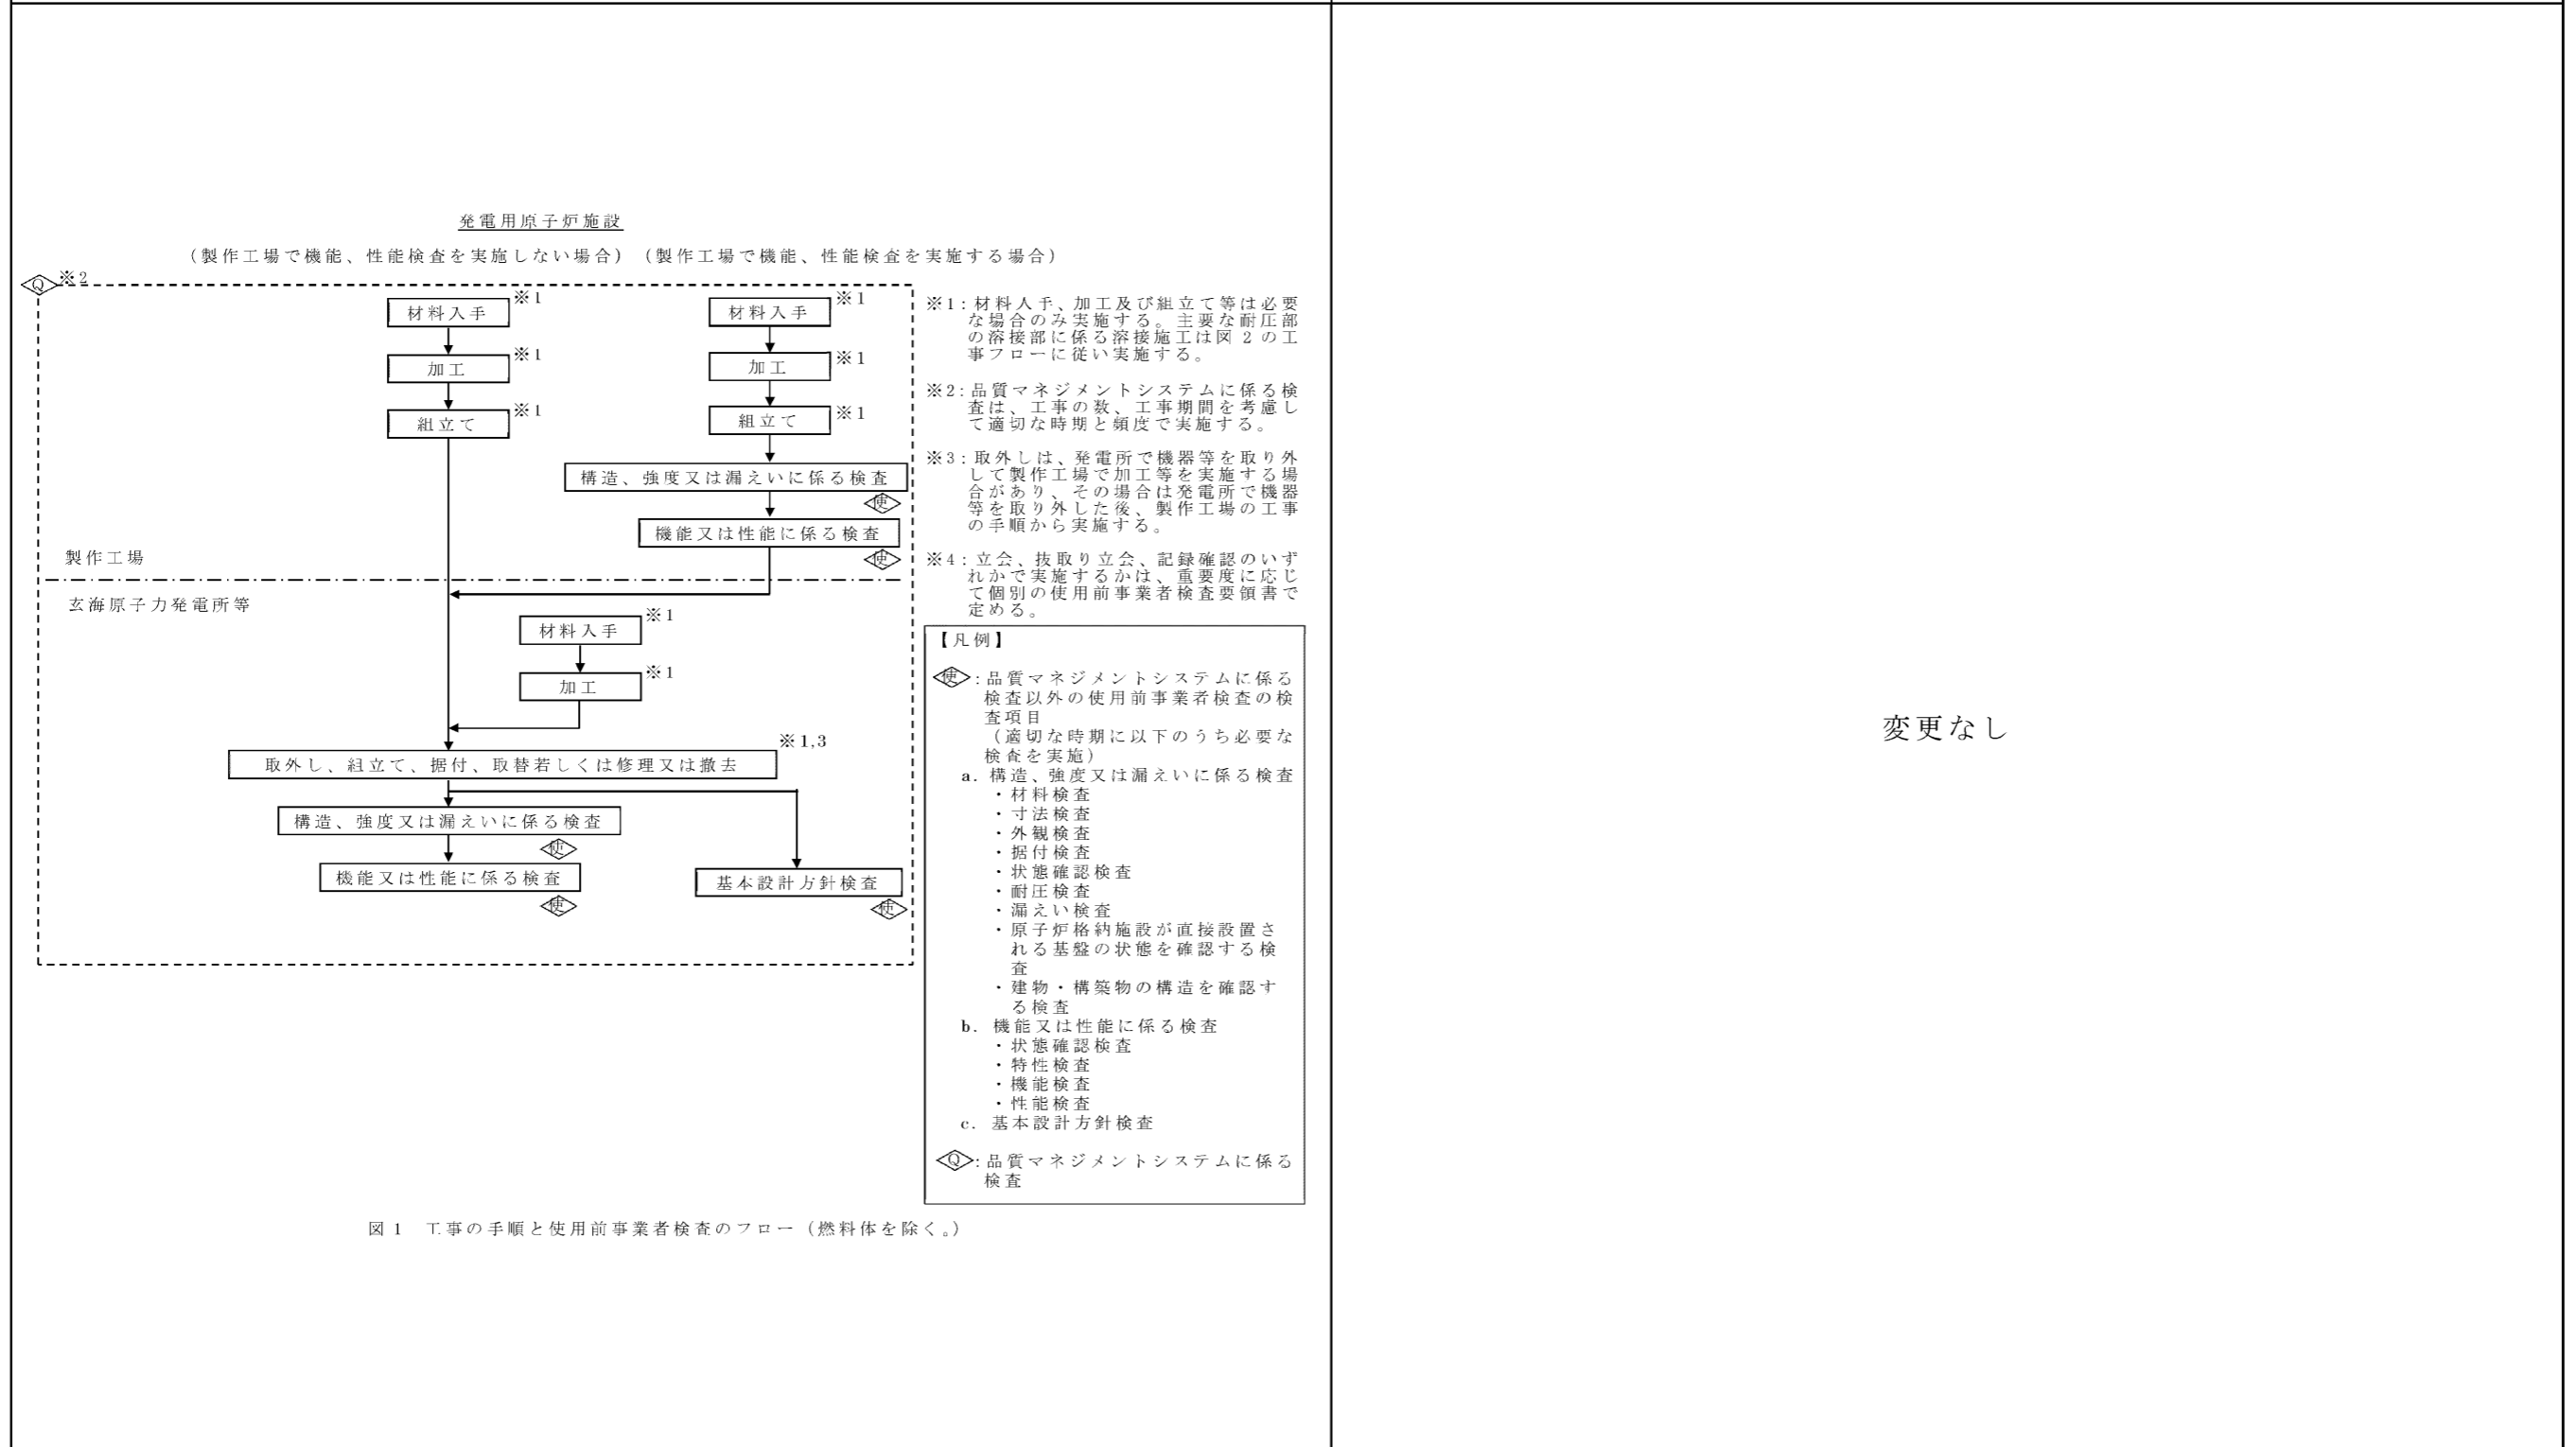 発電用原子炉施設
（製作工場で機能、性能検査を実施しない場合）（製作工場で機能、性能検査を実施する場合）
Q ※2
材料入手 ※1
加工 ※1
組立て ※1
材料入手 ※1
加工 ※1
組立て ※1
構造、強度又は漏えいに係る検査
使
機能又は性能に係る検査
使
製作工場
玄海原子力発電所等
材料入手 ※1
加工 ※1
取外し、組立て、据付、取替若しくは修理又は撤去 ※1,3
構造、強度又は漏えいに係る検査
使
機能又は性能に係る検査
使
基本設計方針検査
使
※1：材料入手、加工及び組立て等は必要
な場合のみ実施する。主要な耐圧部
の溶接部に係る溶接施工は図2の工
事フローに従い実施する。
※2：品質マネジメントシステムに係る検
査は、工事の数、工事期間を考慮し
て適切な時期と頻度で実施する。
※3：取外しは、発電所で機器等を取り外
して製作工場で加工等を実施する場
合があり、その場合は発電所で機器
等を取り外した後、製作工場の工事
の手順から実施する。
※4：立会、抜取り立会、記録確認のいず
れかで実施するかは、重要度に応じ
て個別の使用前事業者検査要領書で
定める。
【凡例】
使：品質マネジメントシステムに係る
検査以外の使用前事業者検査の検
査項目
（適切な時期に以下のうち必要な
検査を実施）
a. 構造、強度又は漏えいに係る検査
・材料検査
・寸法検査
・外観検査
・据付検査
・状態確認検査
・耐圧検査
・漏えい検査
・原子炉格納施設が直接設置さ
れる基盤の状態を確認する検
査
・建物・構築物の構造を確認す
る検査
b. 機能又は性能に係る検査
・状態確認検査
・特性検査
・機能検査
・性能検査
c. 基本設計方針検査
Q：品質マネジメントシステムに係る
検査
図1 工事の手順と使用前事業者検査のフロー（燃料体を除く。）
変更なし